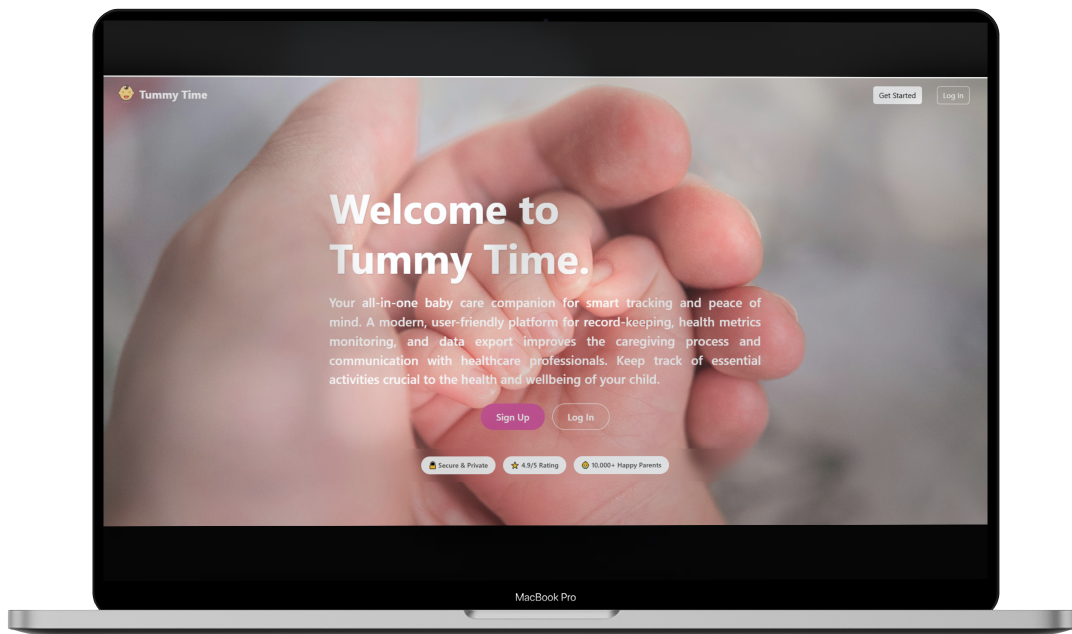 Tummy Time
Get Started
Log In
Welcome to
Tummy Time.
Your all-in-one baby care companion for smart tracking and peace of
mind. A modern, user-friendly platform for record-keeping, health metrics
monitoring, and data export improves the caregiving process and
communication with healthcare professionals. Keep track of essential
activities crucial to the health and wellbeing of your child.
Sign Up
Log In
Secure & Private
4.9/5 Rating
10,000+ Happy Parents
MacBook Pro